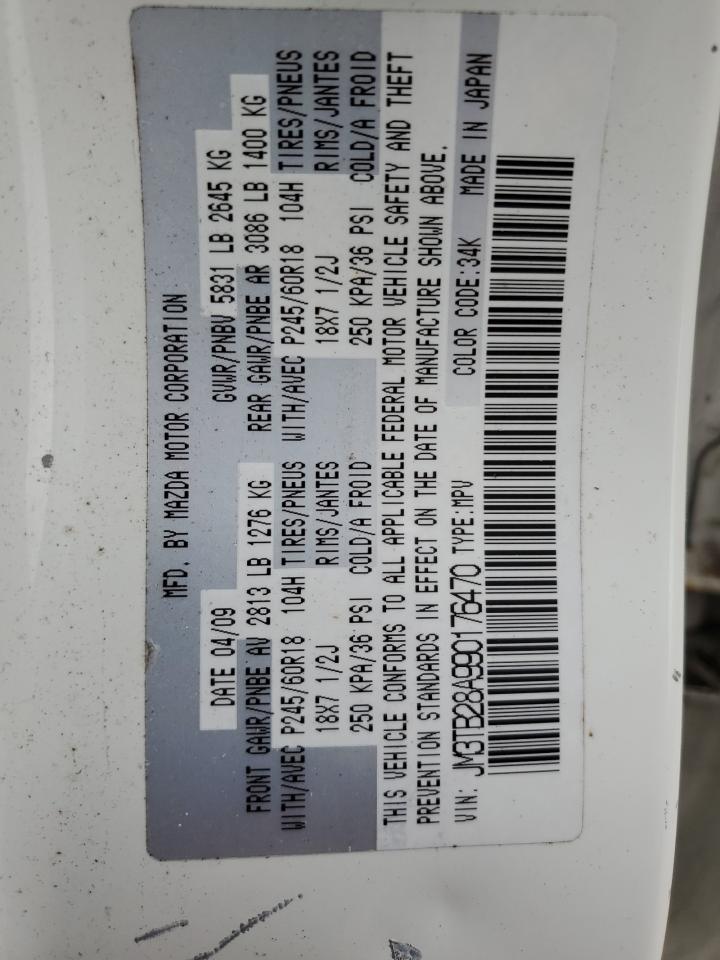 MFD. BY MAZDA MOTOR CORPORATION
DATE 04/09 GVWR/PNBV 5831 LB 2645 KG
FRONT GAWR/PNBE AV 2813 LB 1276 KG REAR GAWR/PNBE AR 3086 LB 1400 KG
WITH/AVEC P245/60R18 104H TIRES/PNEUS WITH/AVEC P245/60R18 104H TIRES/PNEUS
18X7 1/2J RIMS/JANTES 18X7 1/2J RIMS/JANTES
250 KPA/36 PSI COLD/A FROID 250 KPA/36 PSI COLD/A FROID
THIS VEHICLE CONFORMS TO ALL APPLICABLE FEDERAL MOTOR VEHICLE SAFETY AND THEFT
PREVENTION STANDARDS IN EFFECT ON THE DATE OF MANUFACTURE SHOWN ABOVE.
VIN: JM3TB28A990176470 TYPE:MPV COLOR CODE:34K MADE IN JAPAN